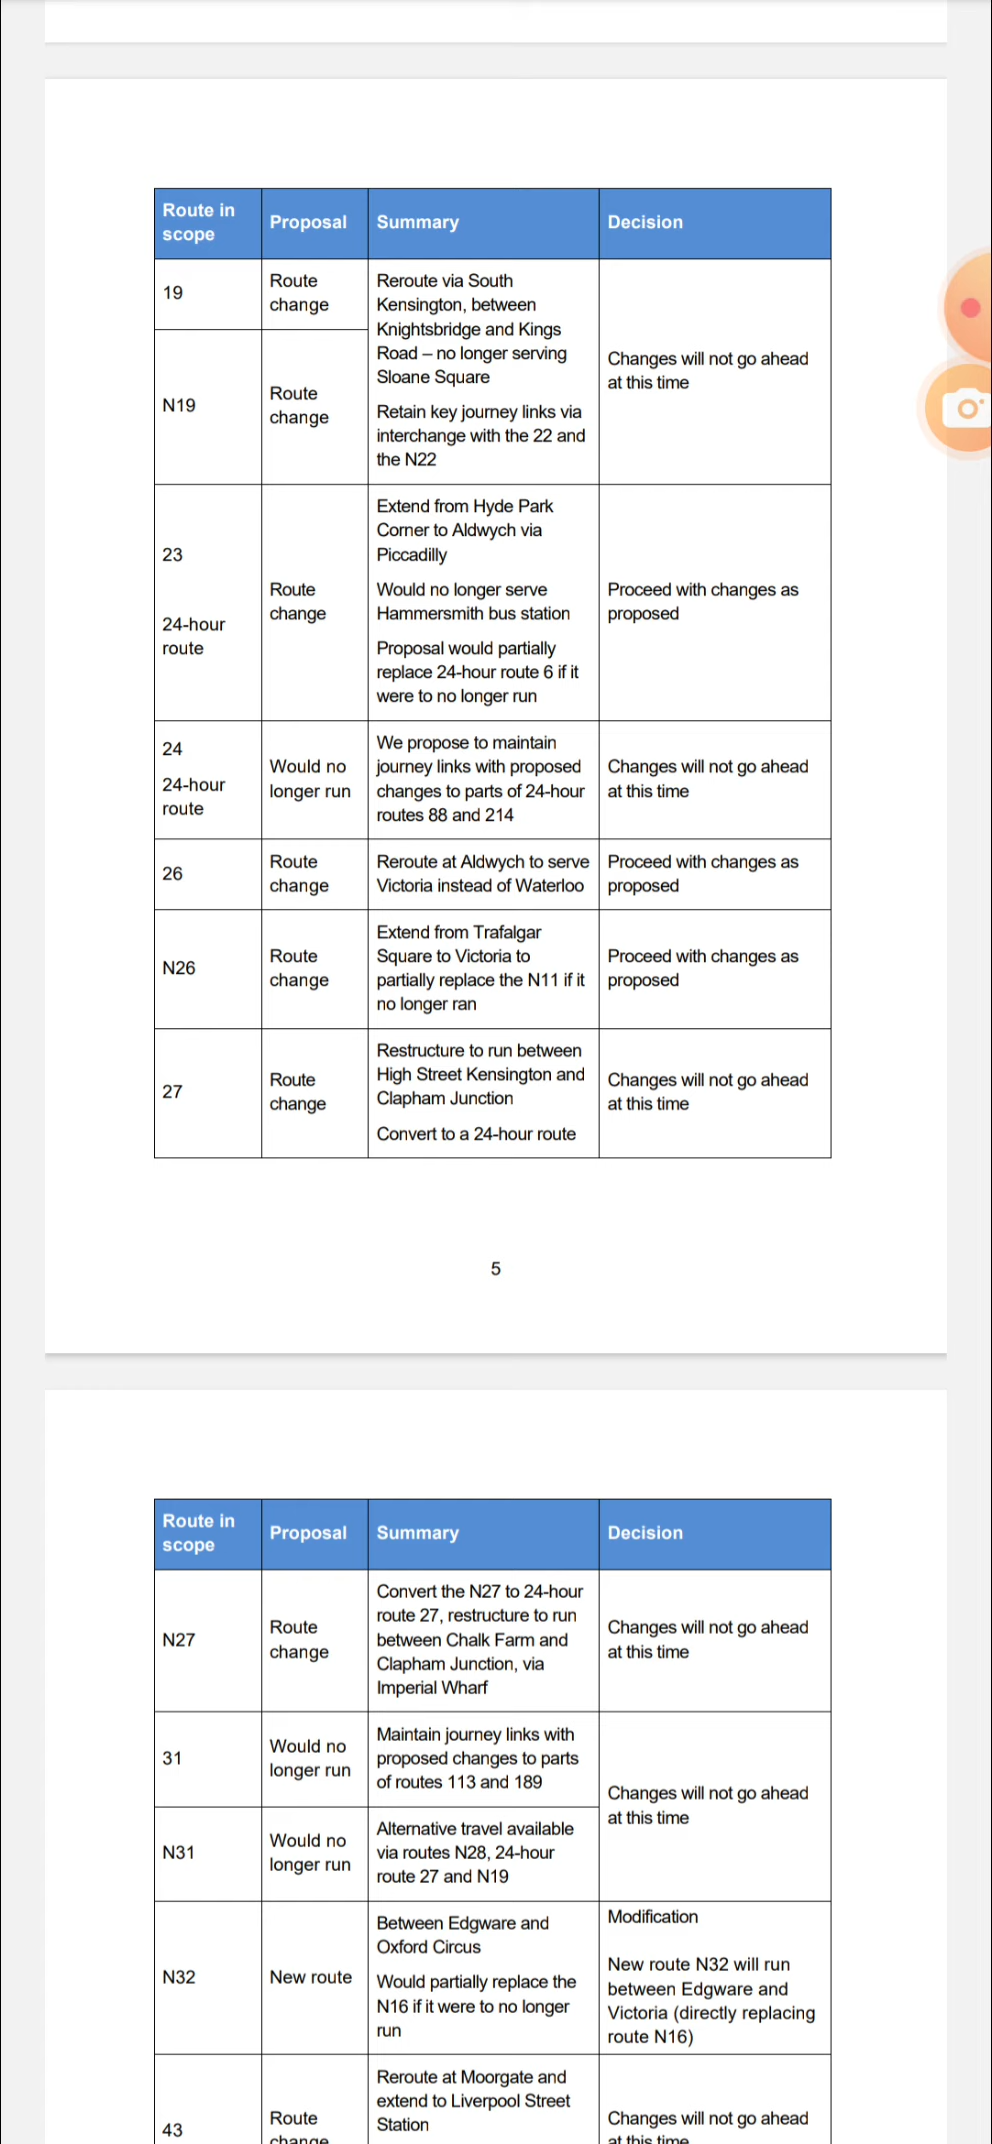 Route in
scope
Proposal
Summary
Decision
19
Route
change
Reroute via South
Kensington, between
Knightsbridge and Kings
Road – no longer serving
Sloane Square
Retain key journey links via
interchange with the 22 and
the N22
Changes will not go ahead
at this time
N19
Route
change
23
24-hour
route
Route
change
Extend from Hyde Park
Corner to Aldwych via
Piccadilly
Would no longer serve
Hammersmith bus station
Proposal would partially
replace 24-hour route 6 if it
were to no longer run
Proceed with changes as
proposed
24
24-hour
route
Would no
longer run
We propose to maintain
journey links with proposed
changes to parts of 24-hour
routes 88 and 214
Changes will not go ahead
at this time
26
Route
change
Reroute at Aldwych to serve
Victoria instead of Waterloo
Proceed with changes as
proposed
N26
Route
change
Extend from Trafalgar
Square to Victoria to
partially replace the N11 if it
no longer ran
Proceed with changes as
proposed
27
Route
change
Restructure to run between
High Street Kensington and
Clapham Junction
Convert to a 24-hour route
Changes will not go ahead
at this time
5
Route in
scope
Proposal
Summary
Decision
N27
Route
change
Convert the N27 to 24-hour
route 27, restructure to run
between Chalk Farm and
Clapham Junction, via
Imperial Wharf
Changes will not go ahead
at this time
31
Would no
longer run
Maintain journey links with
proposed changes to parts
of routes 113 and 189
Changes will not go ahead
at this time
N31
Would no
longer run
Alternative travel available
via routes N28, 24-hour
route 27 and N19
N32
New route
Between Edgware and
Oxford Circus
Would partially replace the
N16 if it were to no longer
run
Modification
New route N32 will run
between Edgware and
Victoria (directly replacing
route N16)
43
Route
change
Reroute at Moorgate and
extend to Liverpool Street
Station
Changes will not go ahead
at this time